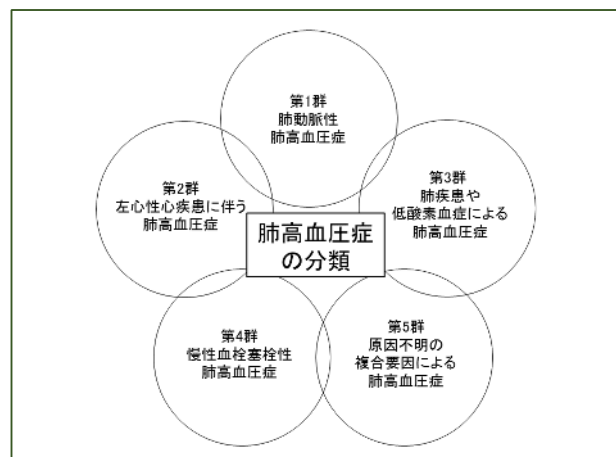 第1群
肺動脈性
肺高血圧症
第2群
左心性心疾患に伴う
肺高血圧症
第3群
肺疾患や
低酸素血症による
肺高血圧症
肺高血圧症
の分類
第4群
慢性血栓塞栓性
肺高血圧症
第5群
原因不明の
複合要因による
肺高血圧症